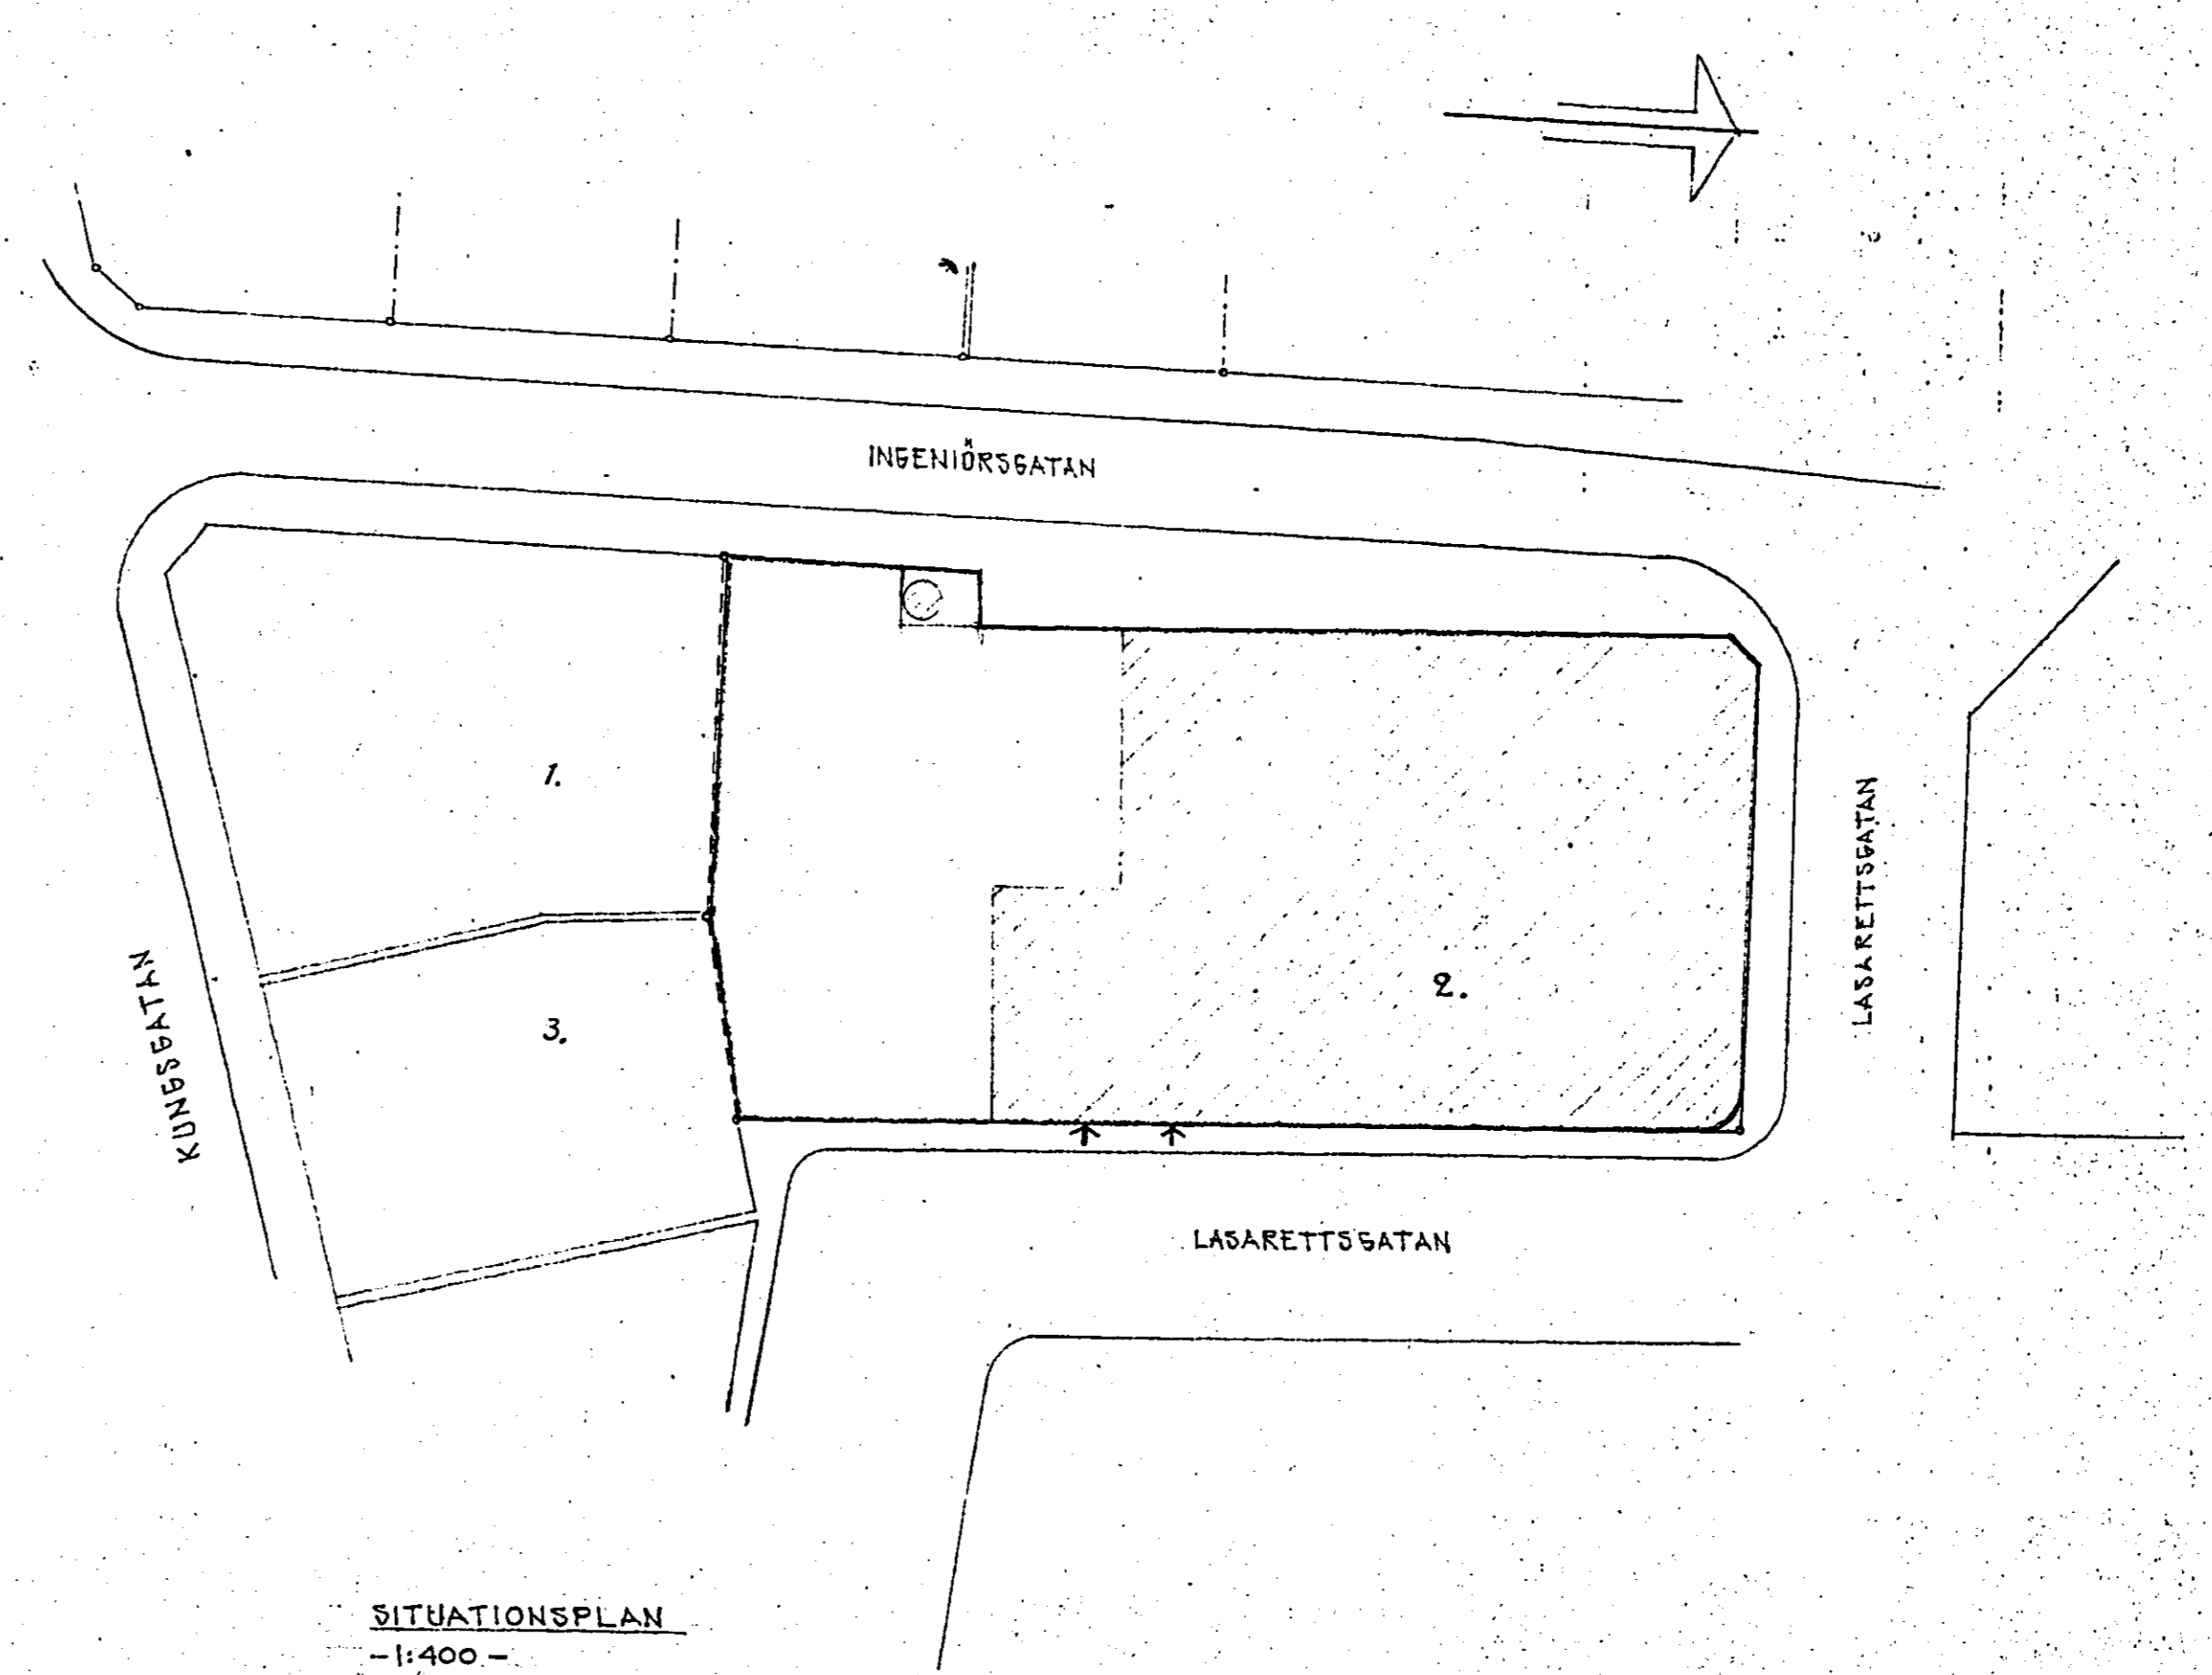 INGENIÖRSGATAN
1.
2.
3.
KUNGSGATAN
LASARETTSGATAN
LASARETTSGATAN
SITUATIONSPLAN
-1:400-